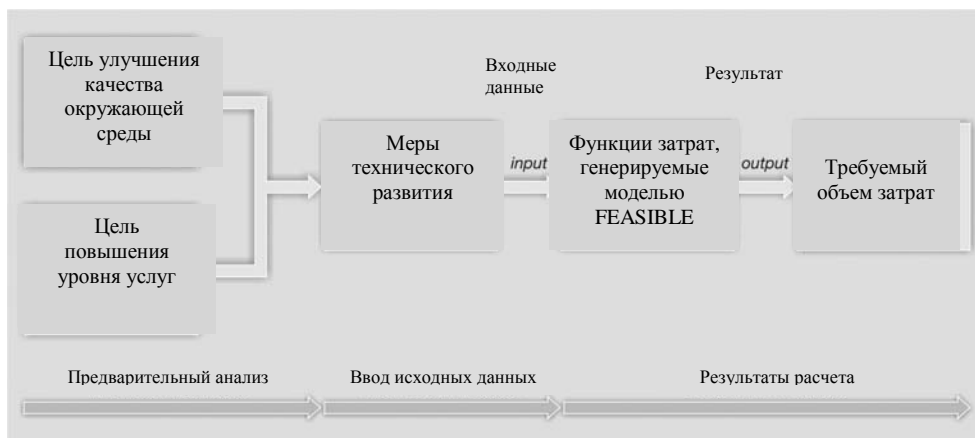 Цель улучшения
качества
окружающей
среды
Цель
повышения
уровня услуг
Меры
технического
развития
Входные
данные
input
Функции затрат,
генерируемые
моделью
FEASIBLE
Результат
output
Требуемый
объем затрат
Предварительный анализ
Ввод исходных данных
Результаты расчета